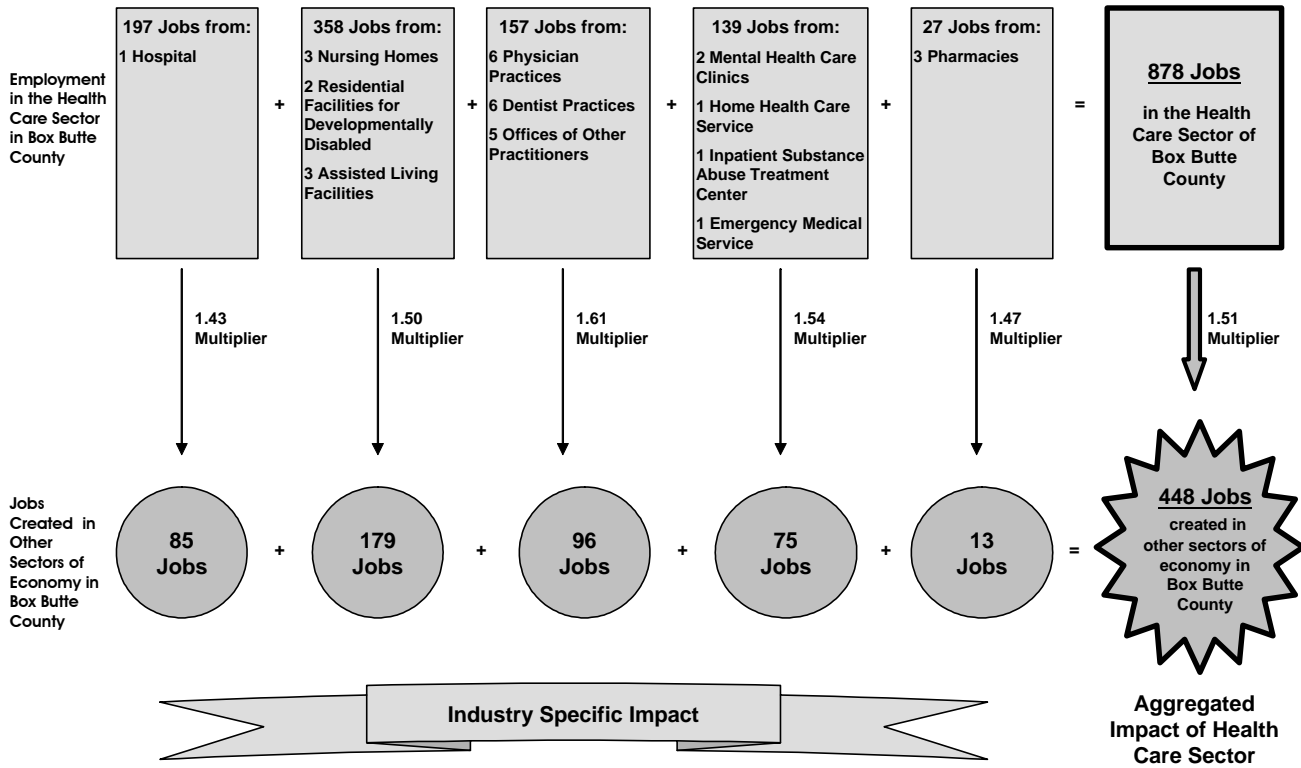 Employment
in the Health
Care Sector
in Box Butte
County
197 Jobs from:
1 Hospital
+
358 Jobs from:
3 Nursing Homes
2 Residential
Facilities for
Developmentally
Disabled
3 Assisted Living
Facilities
+
157 Jobs from:
6 Physician
Practices
6 Dentist Practices
5 Offices of Other
Practitioners
+
139 Jobs from:
2 Mental Health Care
Clinics
1 Home Health Care
Service
1 Inpatient Substance
Abuse Treatment
Center
1 Emergency Medical
Service
+
27 Jobs from:
3 Pharmacies
=
878 Jobs
in the Health
Care Sector of
Box Butte
County
1.43
Multiplier
1.50
Multiplier
1.61
Multiplier
1.54
Multiplier
1.47
Multiplier
1.51
Multiplier
Jobs
Created in
Other
Sectors of
Economy in
Box Butte
County
85
Jobs
+
179
Jobs
+
96
Jobs
+
75
Jobs
+
13
Jobs
=
448 Jobs
created in
other sectors of
economy in
Box Butte
County
Industry Specific Impact
Aggregated
Impact of Health
Care Sector